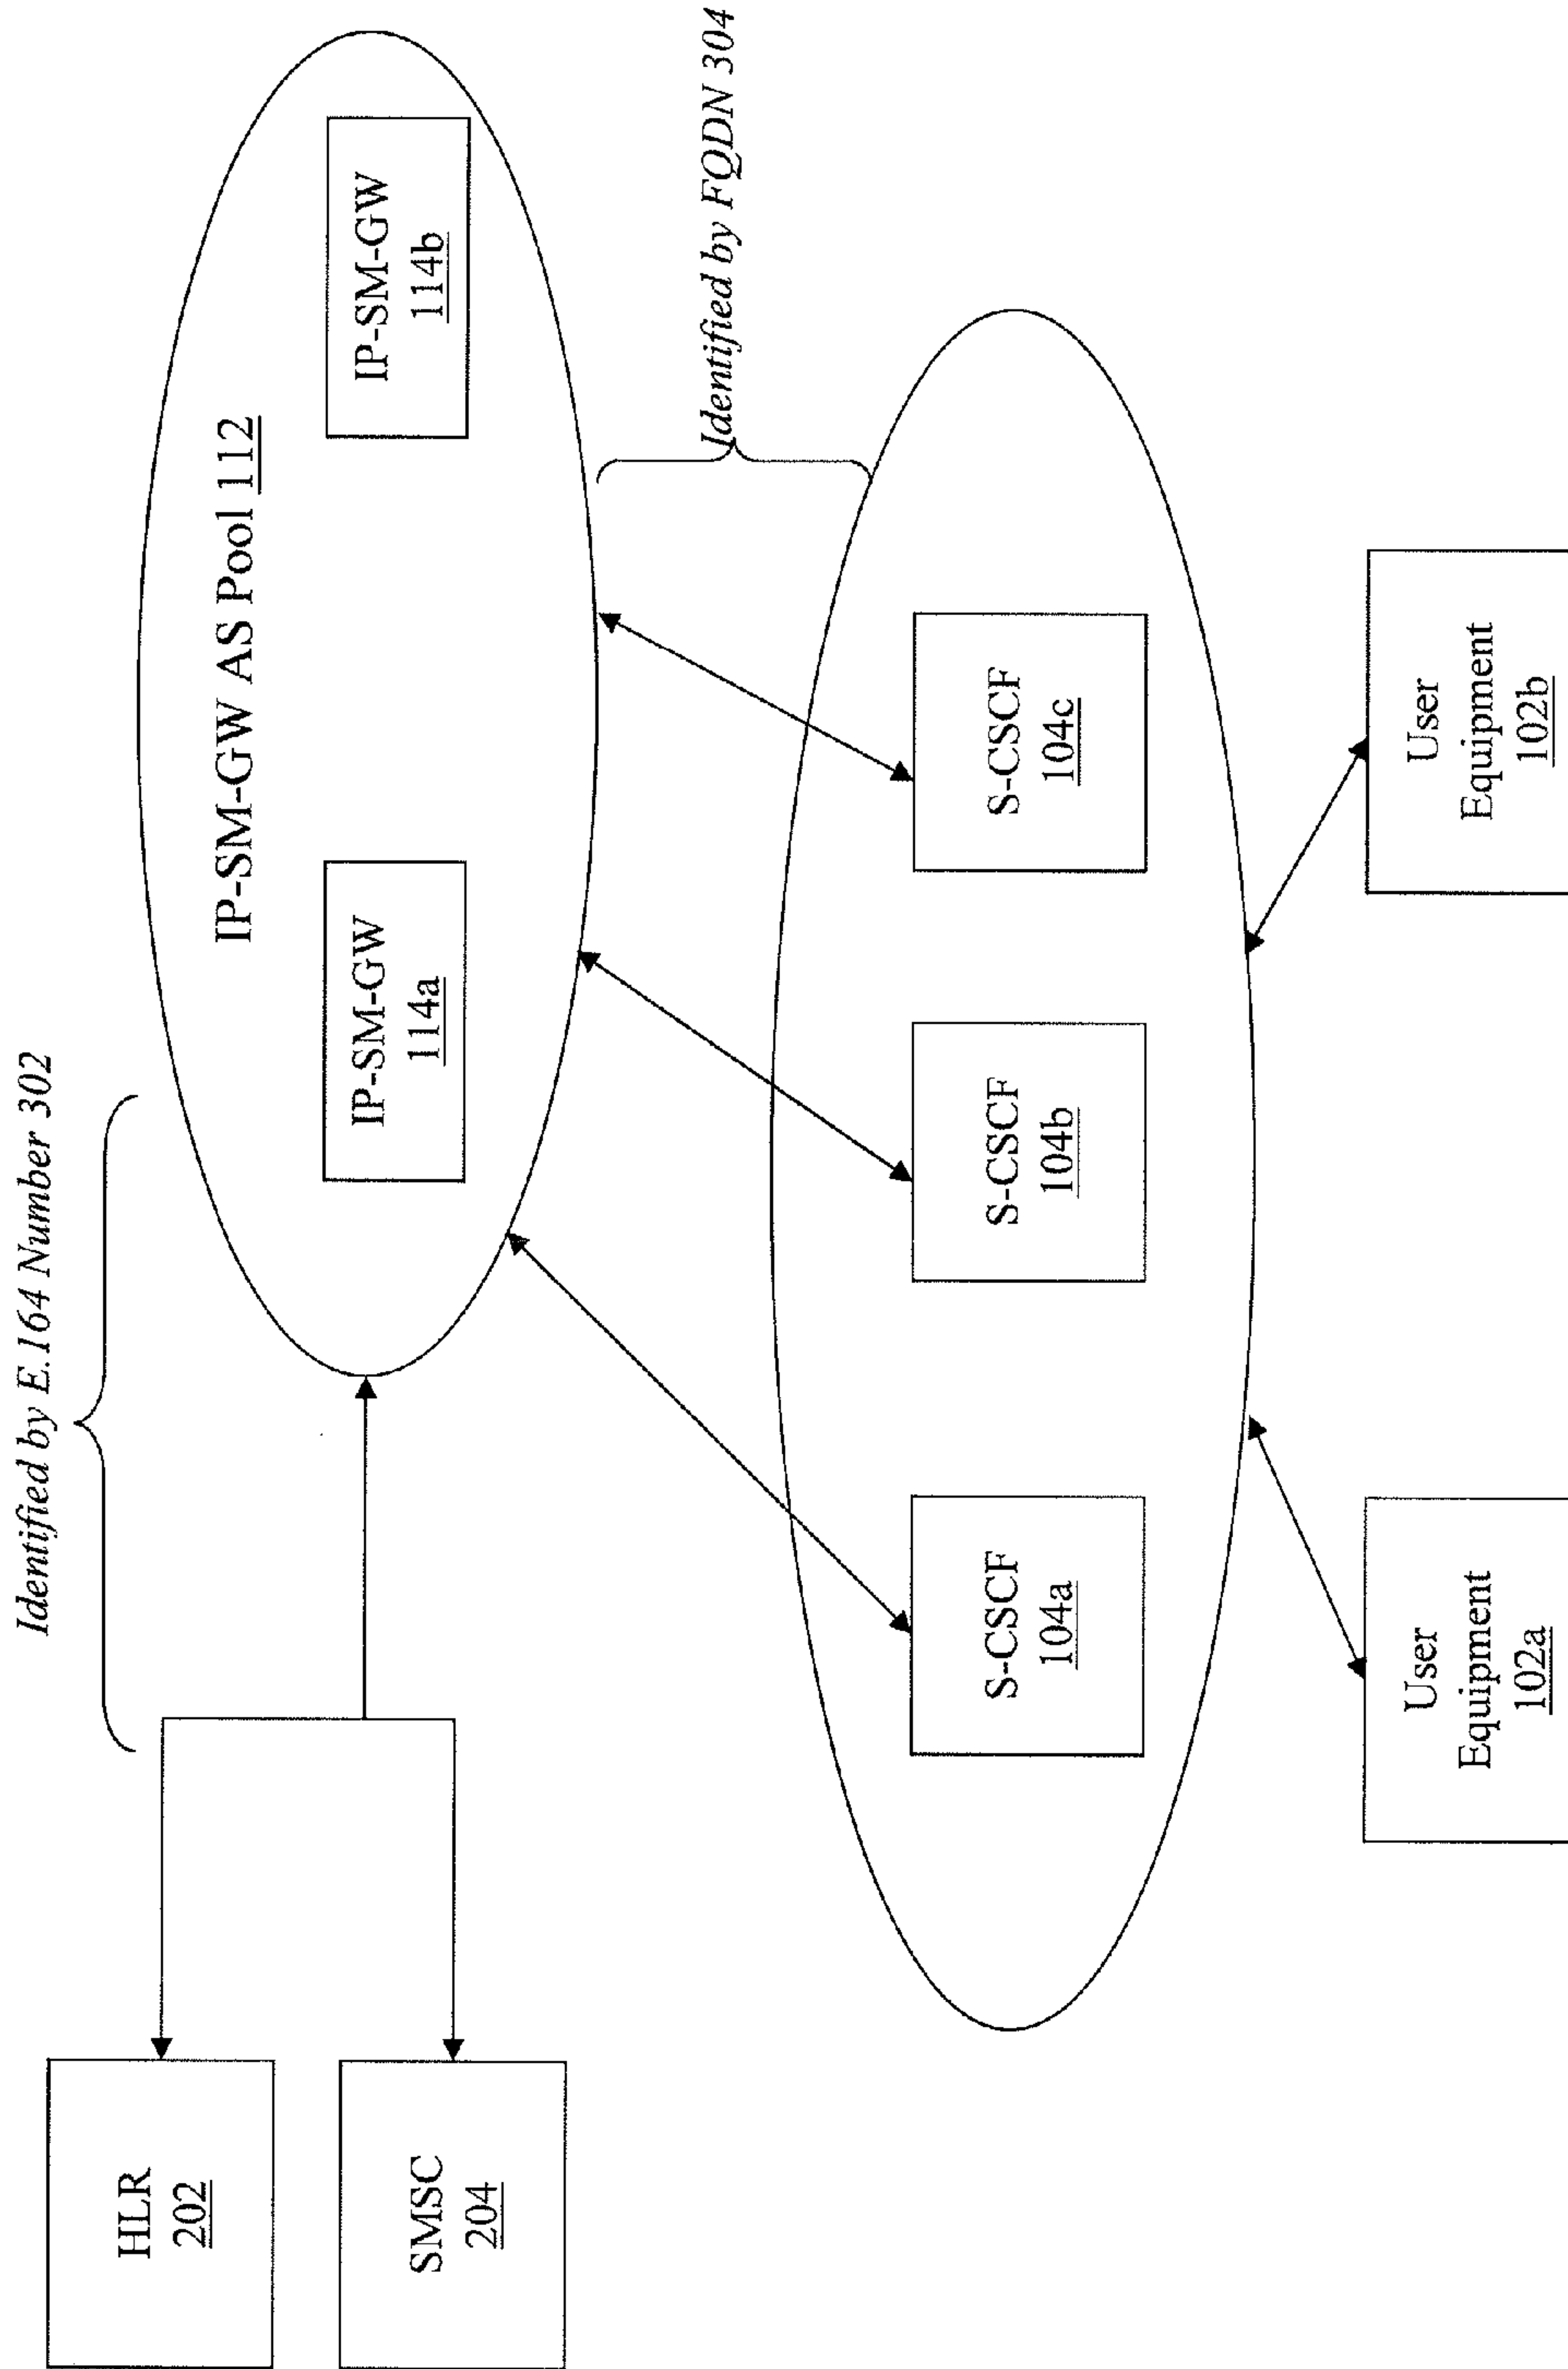 Identified by E.164 Number 302
HLR
202
SMSC
204
IP-SM-GW AS Pool 112
IP-SM-GW
114a
IP-SM-GW
114b
Identified by FQDN 304
S-CSCF
104a
S-CSCF
104b
S-CSCF
104c
User
Equipment
102a
User
Equipment
102b